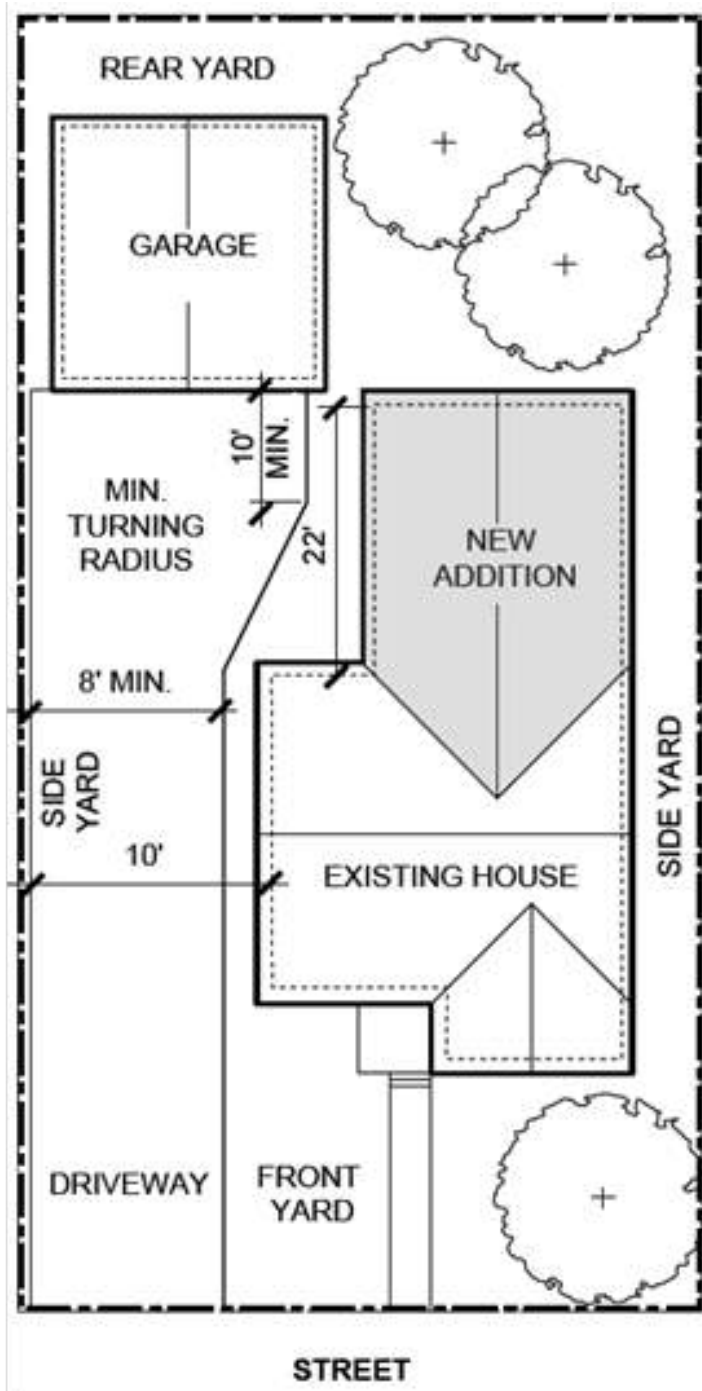 REAR YARD
GARAGE
10'
MIN.
MIN.
TURNING
RADIUS
22'
NEW
ADDITION
8' MIN.
SIDE
YARD
SIDE YARD
10'
EXISTING HOUSE
DRIVEWAY
FRONT
YARD
STREET